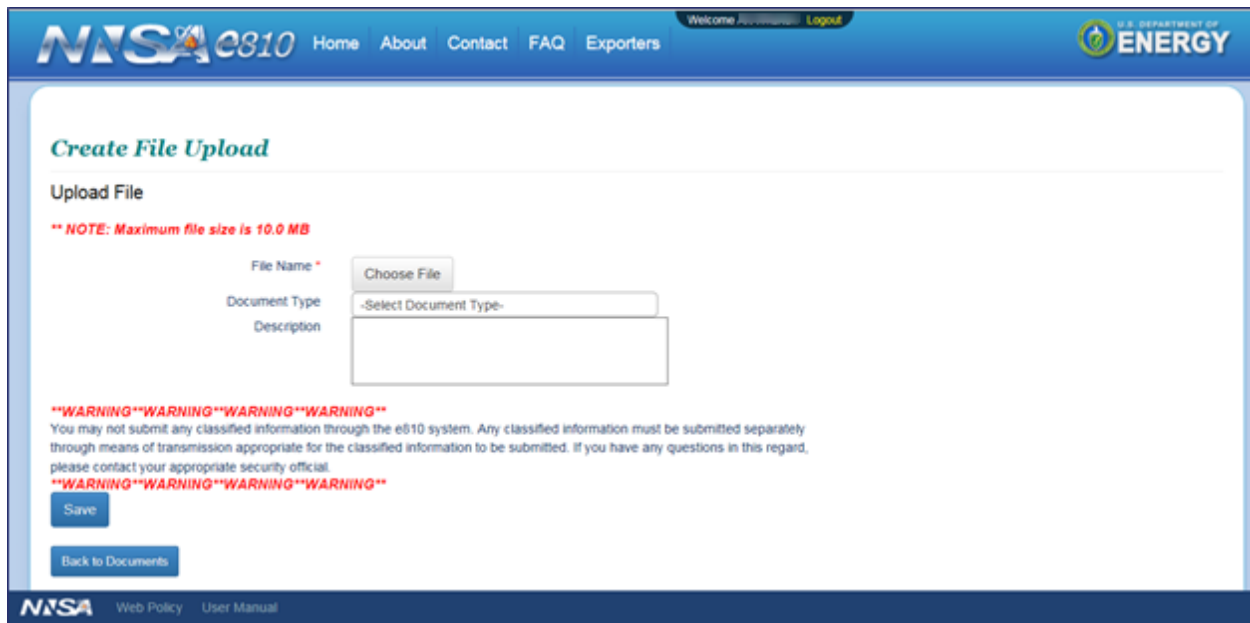 Welcome Logout
NNSA e810 Home About Contact FAQ Exporters
U.S. DEPARTMENT OF
ENERGY
Create File Upload
Upload File
** NOTE: Maximum file size is 10.0 MB
File Name *
Choose File
Document Type
-Select Document Type-
Description
**WARNING**WARNING**WARNING**WARNING**
You may not submit any classified information through the e810 system. Any classified information must be submitted separately
through means of transmission appropriate for the classified information to be submitted. If you have any questions in this regard,
please contact your appropriate security official.
**WARNING**WARNING**WARNING**WARNING**
Save
Back to Documents
NNSA Web Policy User Manual